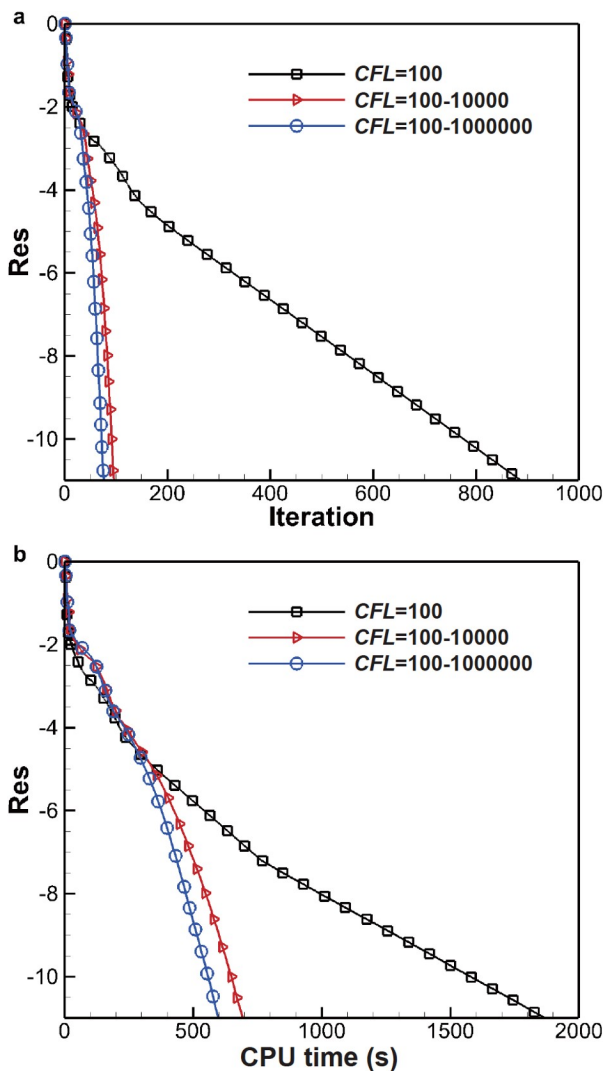 a
0
-2
-4
-6
-8
-10
Res
CFL=100
CFL=100-10000
CFL=100-1000000
0 200 400 600 800 1000
Iteration
b
0
-2
-4
-6
-8
-10
Res
CFL=100
CFL=100-10000
CFL=100-1000000
0 500 1000 1500 2000
CPU time (s)